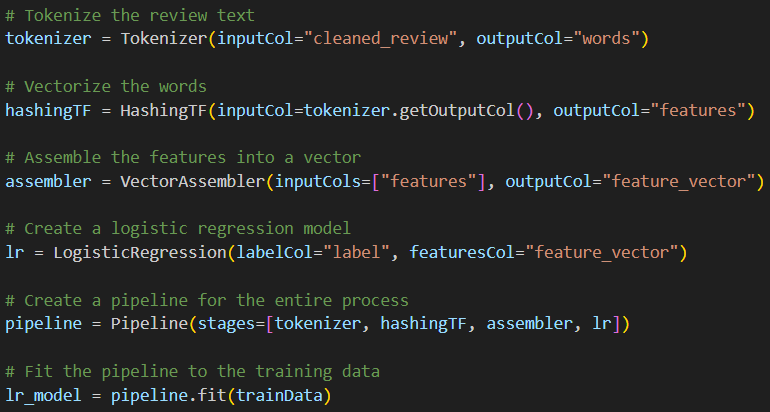 # Tokenize the review text
tokenizer = Tokenizer(inputCol="cleaned_review", outputCol="words")
# Vectorize the words
hashingTF = HashingTF(inputCol=tokenizer.getOutputCol(), outputCol="features")
# Assemble the features into a vector
assembler = VectorAssembler(inputCols=["features"], outputCol="feature_vector")
# Create a logistic regression model
lr = LogisticRegression(labelCol="label", featuresCol="feature_vector")
# Create a pipeline for the entire process
pipeline = Pipeline(stages=[tokenizer, hashingTF, assembler, lr])
# Fit the pipeline to the training data
lr_model = pipeline.fit(trainData)